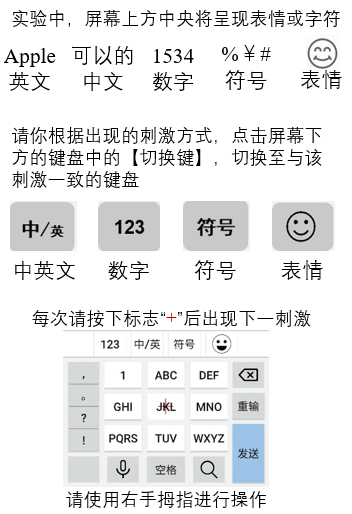 实验中，屏幕上方中央将呈现表情或字符
Apple 可以的 1534 %￥#
英文 中文 数字 符号 表情
请你根据出现的刺激方式，点击屏幕下
方的键盘中的【切换键】，切换至与该
刺激一致的键盘
中/英 123 符号
中英文 数字 符号 表情
每次请按下标志“+”后出现下一刺激
123 中/英 符号
， 1 ABC DEF
。 GHI JKL MNO 重输
？
！ PQRS TUV WXYZ 发送
空格
请使用右手拇指进行操作